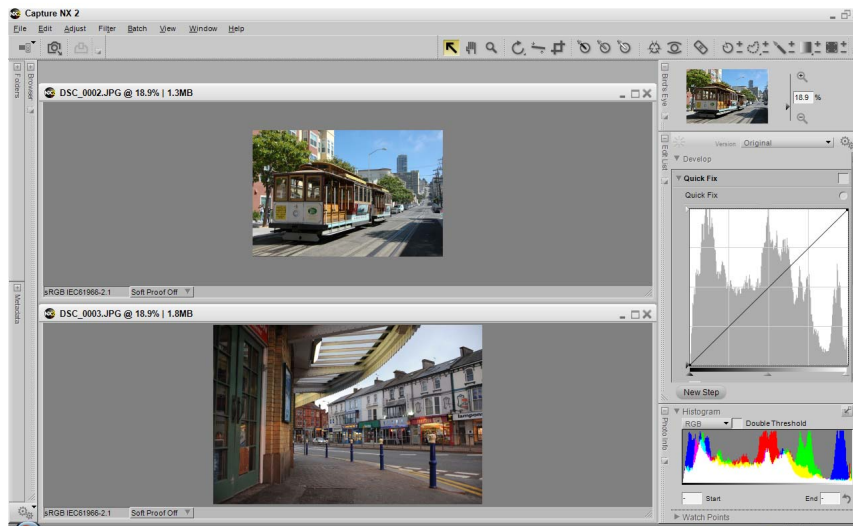 Capture NX 2
File Edit Adjust Filter Batch View Window Help
Folders
Browser
Metadata
DSC_0002.JPG @ 18.9% | 1.3MB
sRGB IEC61966-2.1 Soft Proof Off
DSC_0003.JPG @ 18.9% | 1.8MB
sRGB IEC61966-2.1 Soft Proof Off
Bird's Eye
18.9 %
Edit List
Version Original
Develop
Quick Fix
Quick Fix
New Step
Photo Info
Histogram
RGB Double Threshold
- Start End -
Watch Points